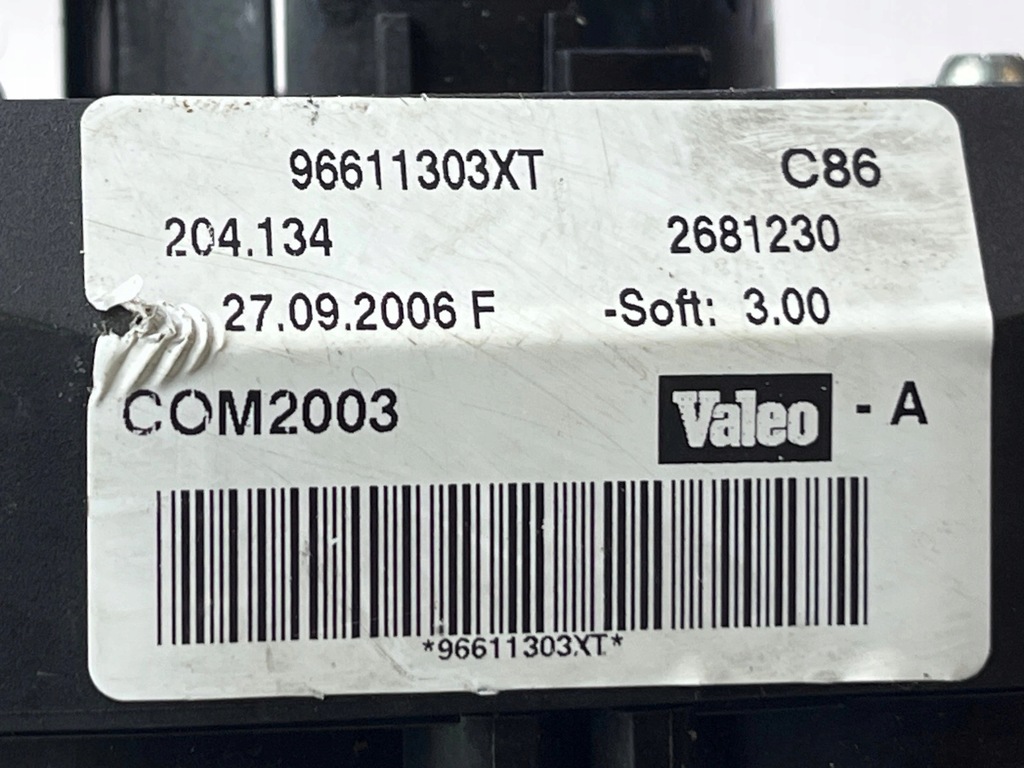 96611303XT C86
204.134 2681230
27.09.2006 F -Soft: 3.00
COM2003 Valeo - A
*96611303XT*